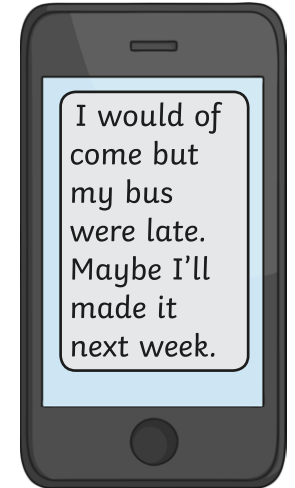 I would of
come but
my bus
were late.
Maybe I'll
made it
next week.